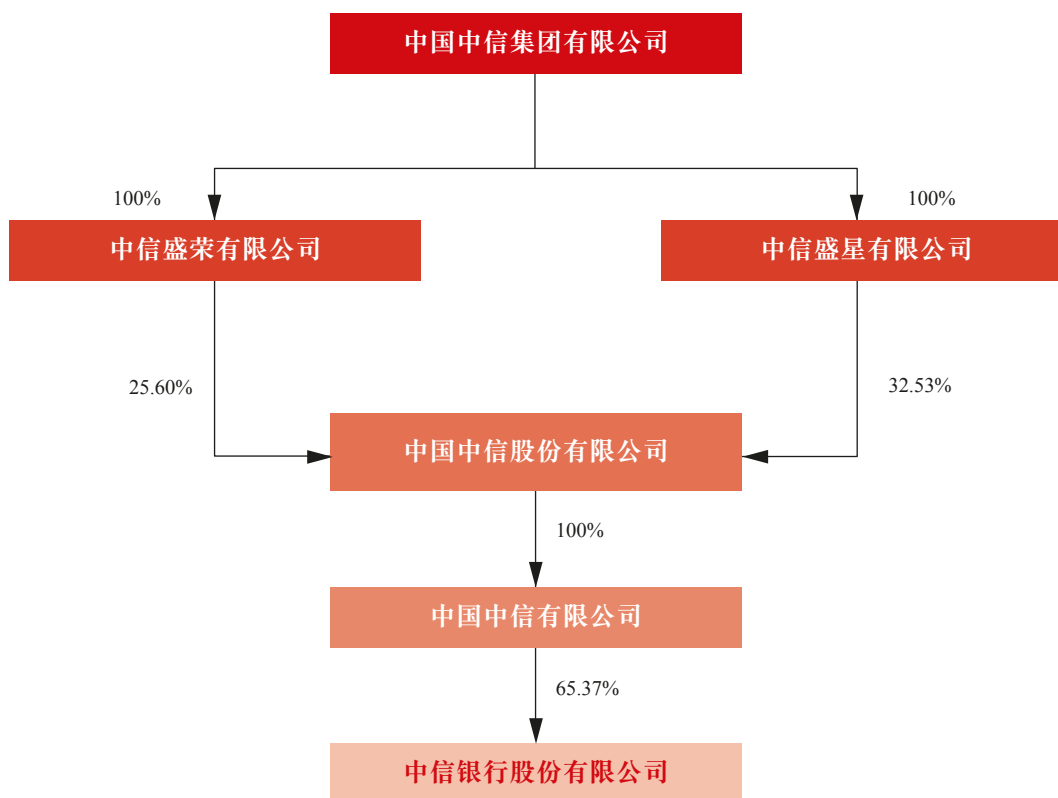 中国中信集团有限公司
100%
100%
中信盛荣有限公司
中信盛星有限公司
25.60%
32.53%
中国中信股份有限公司
100%
中国中信有限公司
65.37%
中信银行股份有限公司